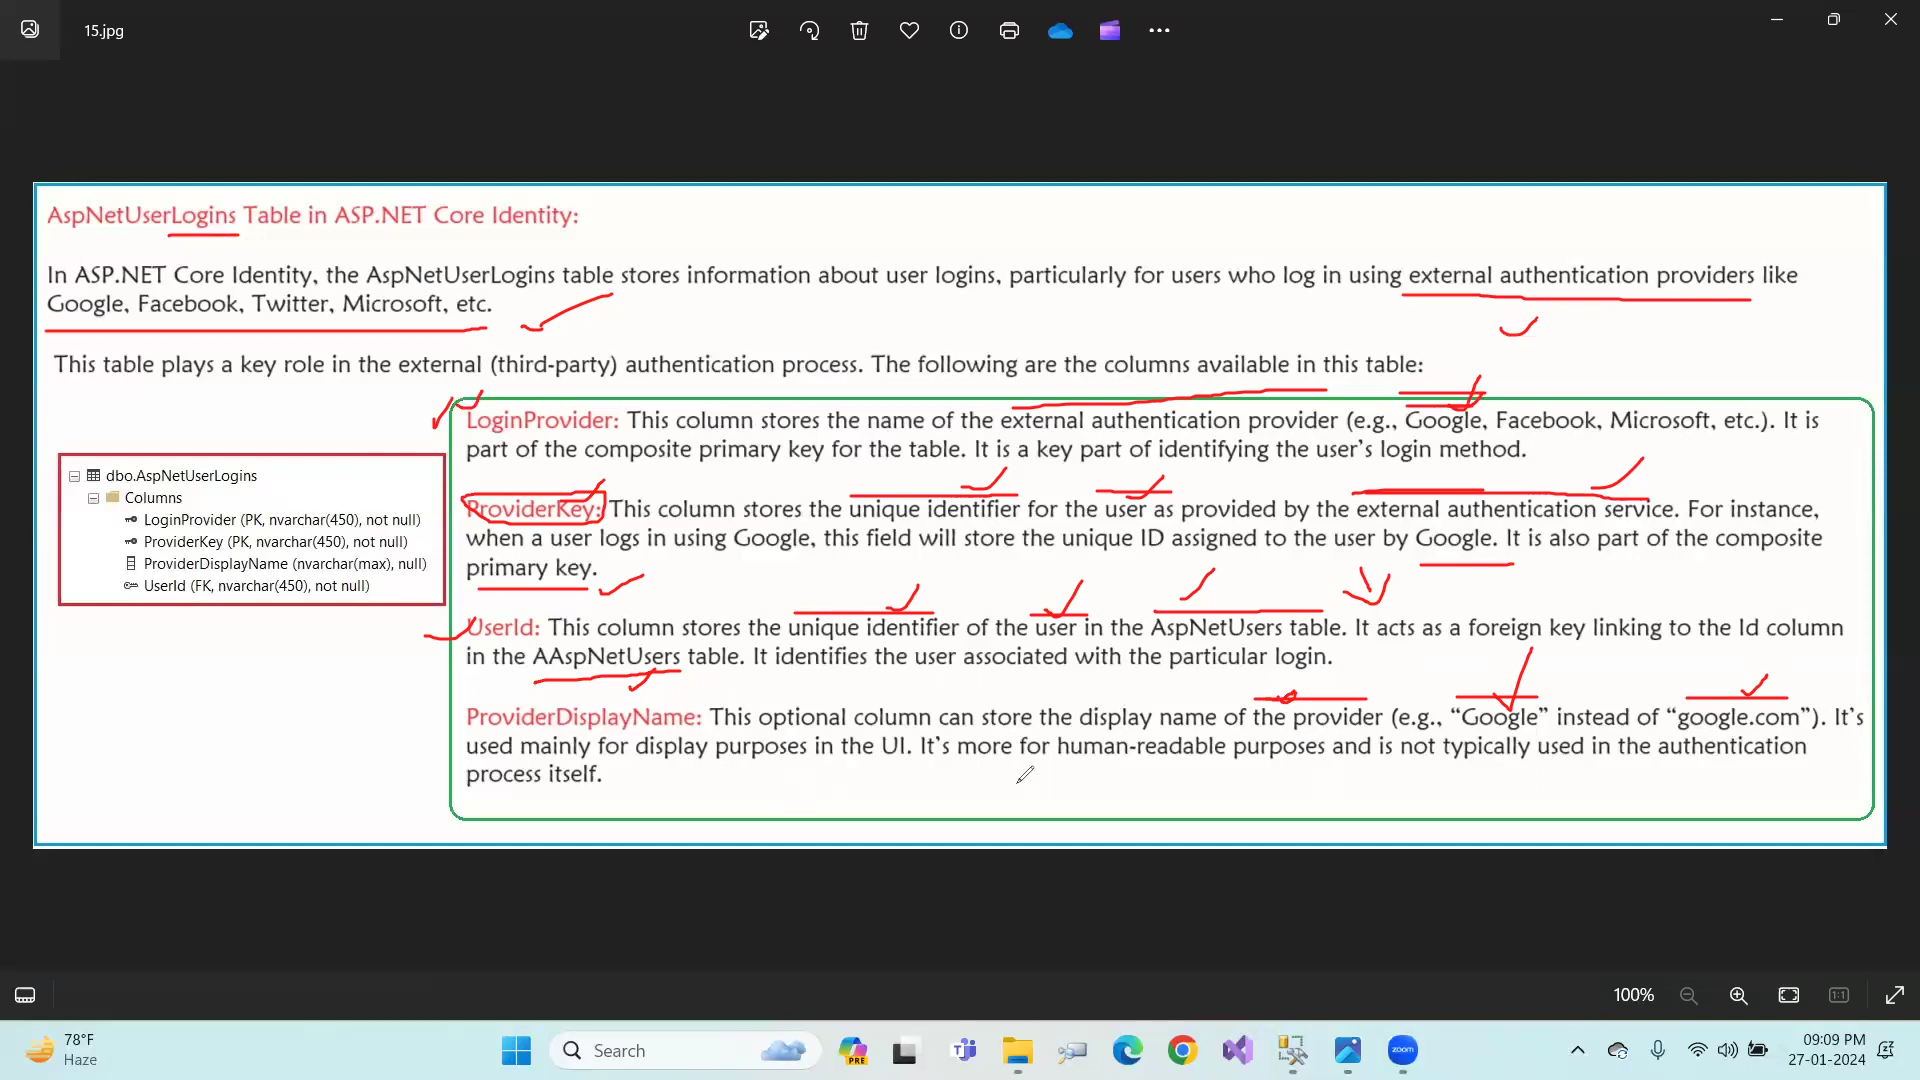 15.jpg
AspNetUserLogins Table in ASP.NET Core Identity:
In ASP.NET Core Identity, the AspNetUserLogins table stores information about user logins, particularly for users who log in using external authentication providers like
Google, Facebook, Twitter, Microsoft, etc.
This table plays a key role in the external (third-party) authentication process. The following are the columns available in this table:
dbo.AspNetUserLogins
Columns
LoginProvider (PK, nvarchar(450), not null)
ProviderKey (PK, nvarchar(450), not null)
ProviderDisplayName (nvarchar(max), null)
UserId (FK, nvarchar(450), not null)
LoginProvider: This column stores the name of the external authentication provider (e.g., Google, Facebook, Microsoft, etc.). It is
part of the composite primary key for the table. It is a key part of identifying the user's login method.
ProviderKey: This column stores the unique identifier for the user as provided by the external authentication service. For instance,
when a user logs in using Google, this field will store the unique ID assigned to the user by Google. It is also part of the composite
primary key.
UserId: This column stores the unique identifier of the user in the AspNetUsers table. It acts as a foreign key linking to the Id column
in the AAspNetUsers table. It identifies the user associated with the particular login.
ProviderDisplayName: This optional column can store the display name of the provider (e.g., “Google” instead of “google.com”). It's
used mainly for display purposes in the UI. It's more for human-readable purposes and is not typically used in the authentication
process itself.
100%
1:1
78°F
Haze
Search
PRE
zoom
09:09 PM
27-01-2024